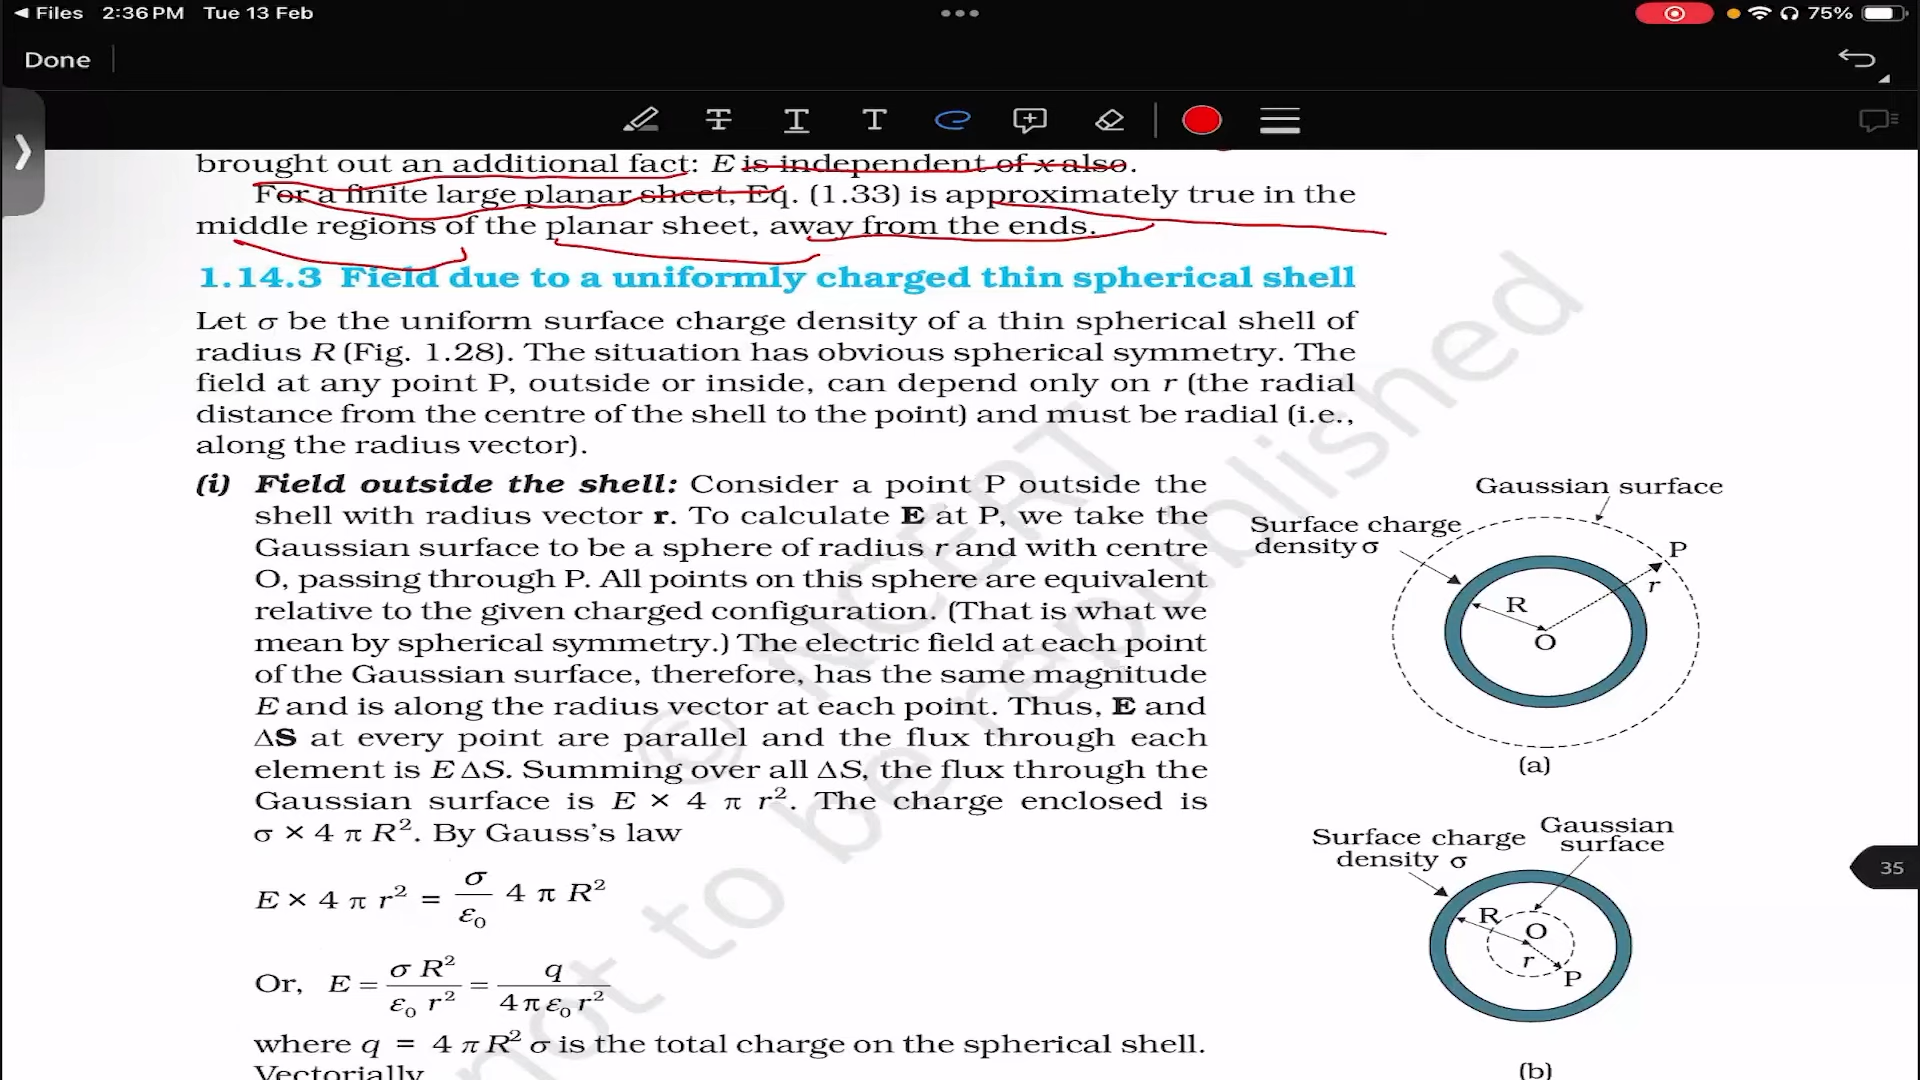 Files 2:36 PM Tue 13 Feb
75%
Done
T T T
brought out an additional fact: E is independent of x also.
For a finite large planar sheet, Eq. (1.33) is approximately true in the
middle regions of the planar sheet, away from the ends.
1.14.3 Field due to a uniformly charged thin spherical shell
Let σ be the uniform surface charge density of a thin spherical shell of
radius R (Fig. 1.28). The situation has obvious spherical symmetry. The
field at any point P, outside or inside, can depend only on r (the radial
distance from the centre of the shell to the point) and must be radial (i.e.,
along the radius vector).
(i) Field outside the shell: Consider a point P outside the
shell with radius vector r. To calculate E at P, we take the
Gaussian surface to be a sphere of radius r and with centre
O, passing through P. All points on this sphere are equivalent
relative to the given charged configuration. (That is what we
mean by spherical symmetry.) The electric field at each point
of the Gaussian surface, therefore, has the same magnitude
E and is along the radius vector at each point. Thus, E and
ΔS at every point are parallel and the flux through each
element is E ΔS. Summing over all ΔS, the flux through the
Gaussian surface is E × 4 π r². The charge enclosed is
σ × 4 π R². By Gauss's law
E × 4 π r² = σ/ε₀ 4 π R²
Or, E = σ R²/ε₀ r² = q/4 π ε₀ r²
where q = 4 π R² σ is the total charge on the spherical shell.
Vectorially
Gaussian surface
Surface charge
density σ
P
r
R
O
(a)
Surface charge
density σ
Gaussian
surface
R
O
r
P
(b)
35
© NCERT
not to be republished